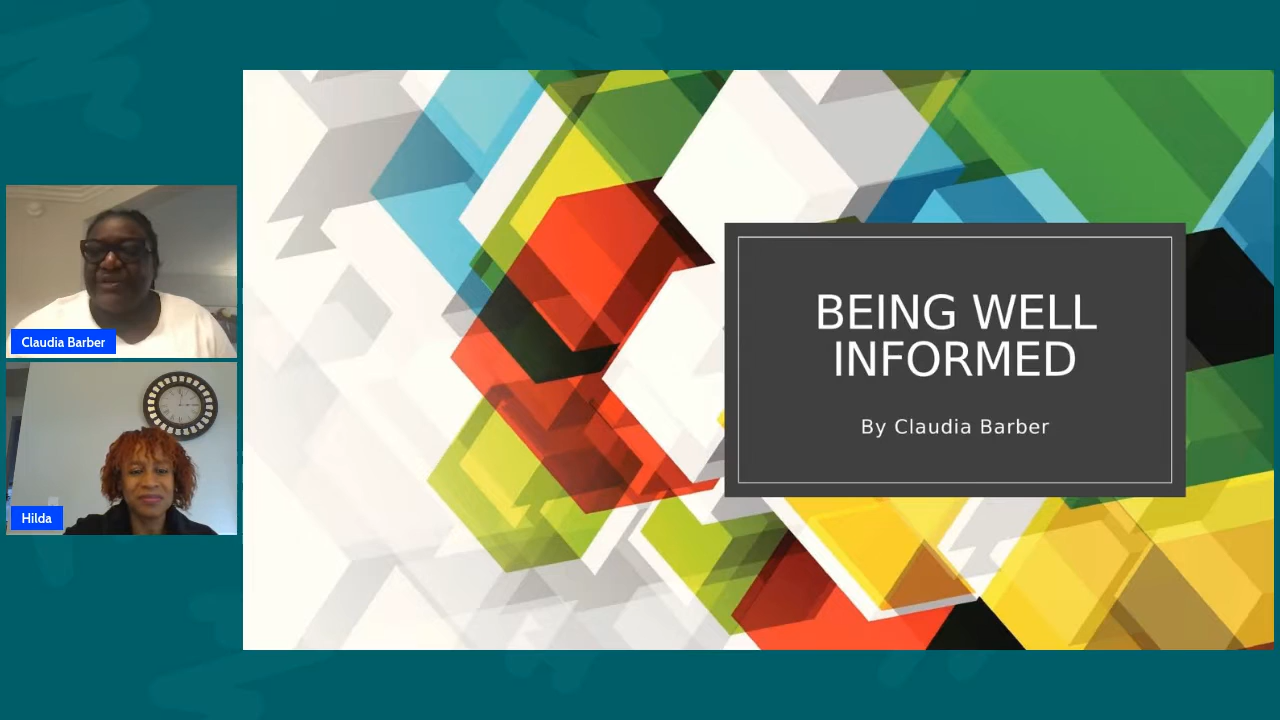 Claudia Barber
Hilda
BEING WELL
INFORMED
By Claudia Barber